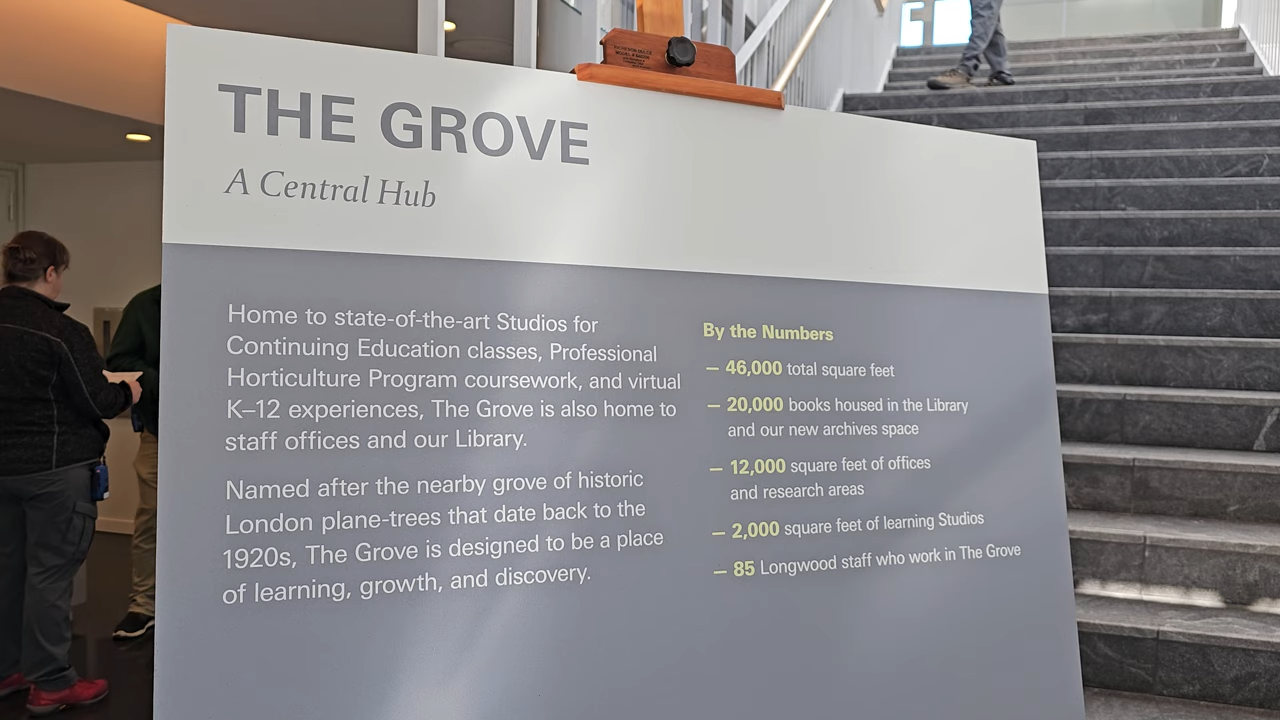 THE GROVE
A Central Hub
Home to state-of-the-art Studios for
Continuing Education classes, Professional
Horticulture Program coursework, and virtual
K–12 experiences, The Grove is also home to
staff offices and our Library.
Named after the nearby grove of historic
London plane-trees that date back to the
1920s, The Grove is designed to be a place
of learning, growth, and discovery.
By the Numbers
– 46,000 total square feet
– 20,000 books housed in the Library
and our new archives space
– 12,000 square feet of offices
and research areas
– 2,000 square feet of learning Studios
– 85 Longwood staff who work in The Grove